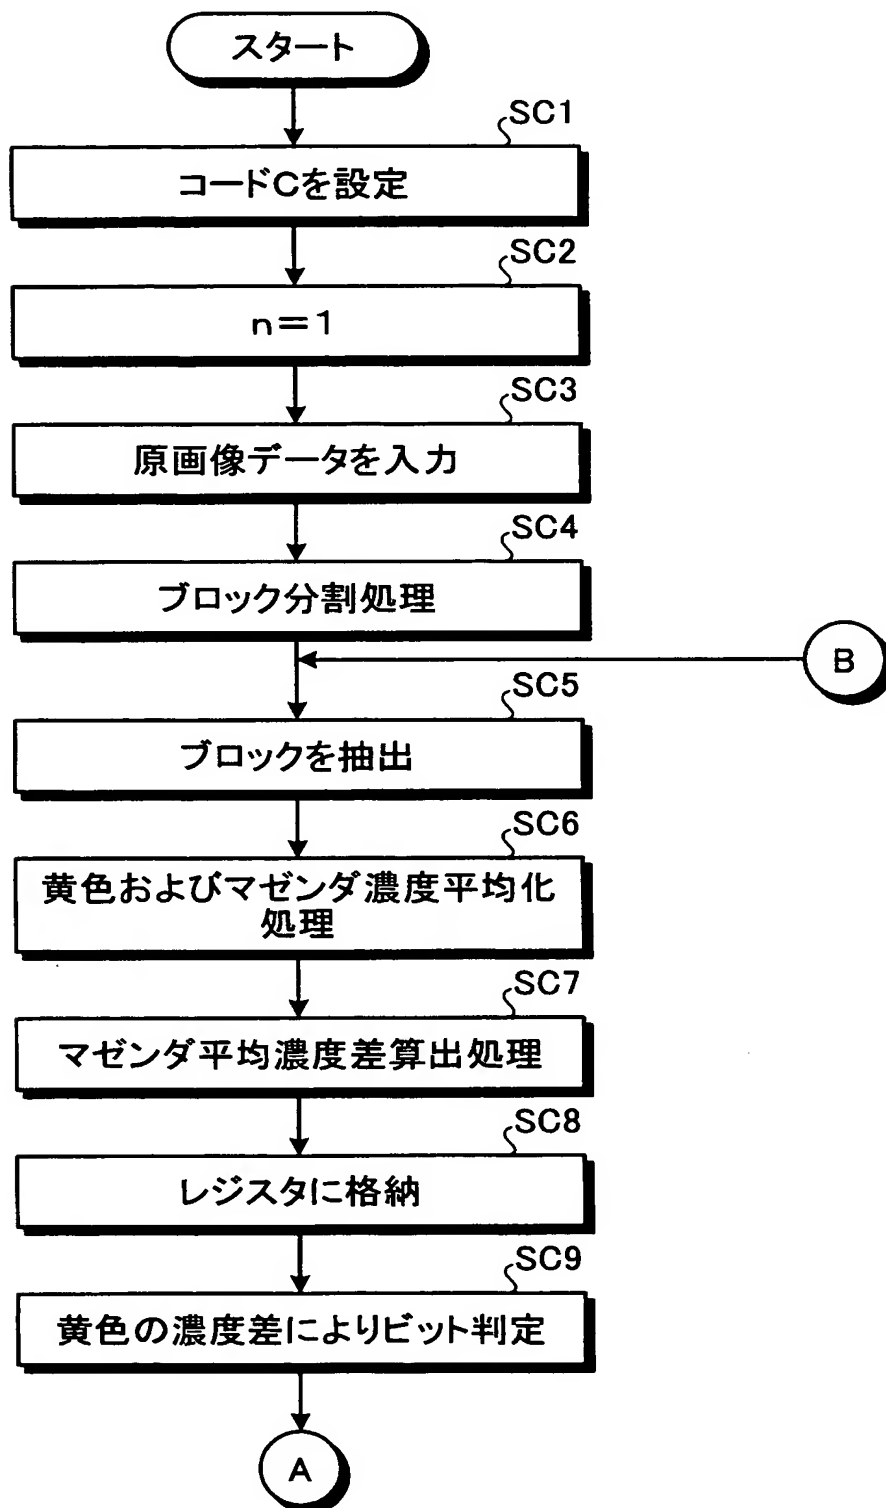 スタート
SC1
コードCを設定
SC2
n=1
SC3
原画像データを入力
SC4
ブロック分割処理
B
SC5
ブロックを抽出
SC6
黄色およびマゼンダ濃度平均化
処理
SC7
マゼンダ平均濃度差算出処理
SC8
レジスタに格納
SC9
黄色の濃度差によりビット判定
A